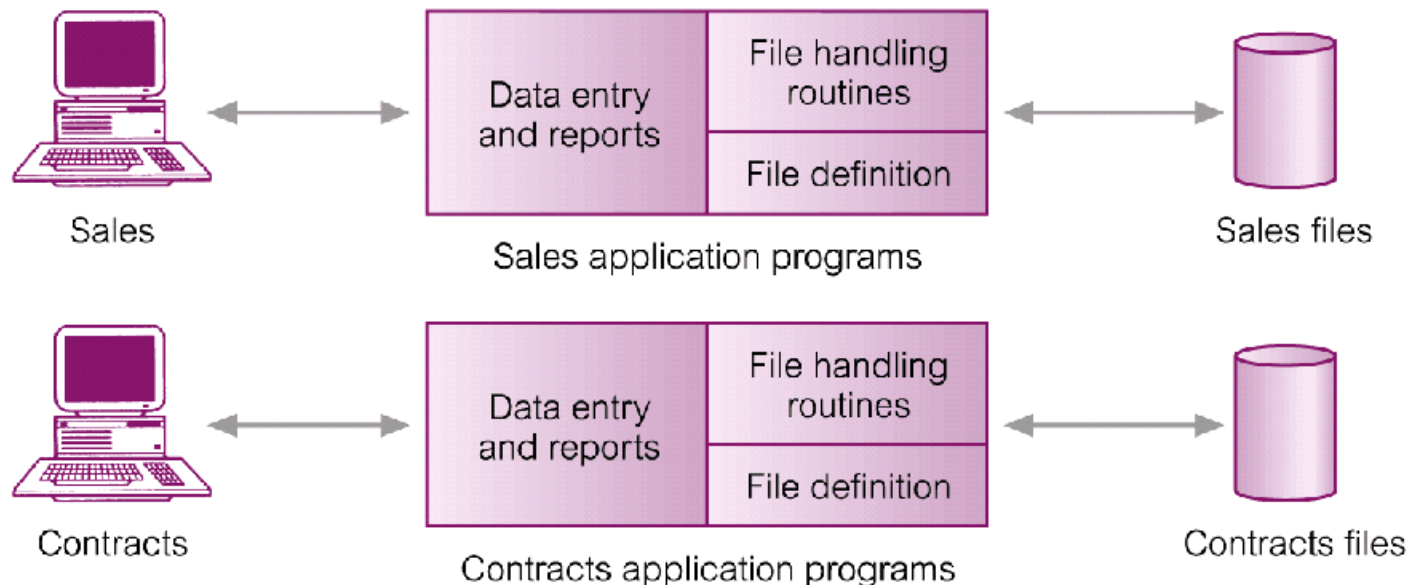 Data entry
and reports
File handling
routines
File definition
Sales
Sales application programs
Sales files
Data entry
and reports
File handling
routines
File definition
Contracts
Contracts application programs
Contracts files